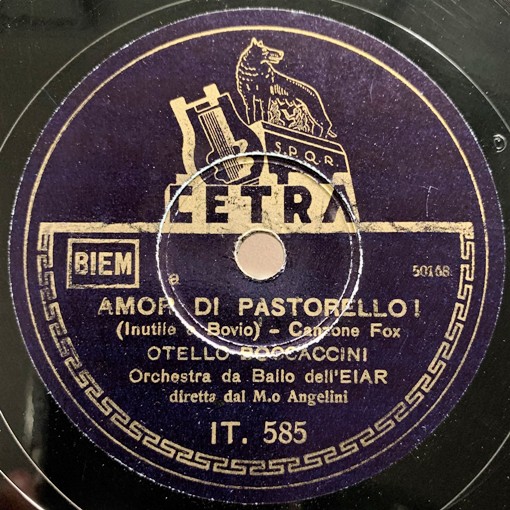 S.P.Q.R.
CETRA
BIEM
50168
a
AMOR DI PASTORELLO!
(Inutile e Bovio) - Canzone Fox
OTELLO BOCCACCINI
Orchestra da Ballo dell'EIAR
diretta dal M.o Angelini
IT. 585